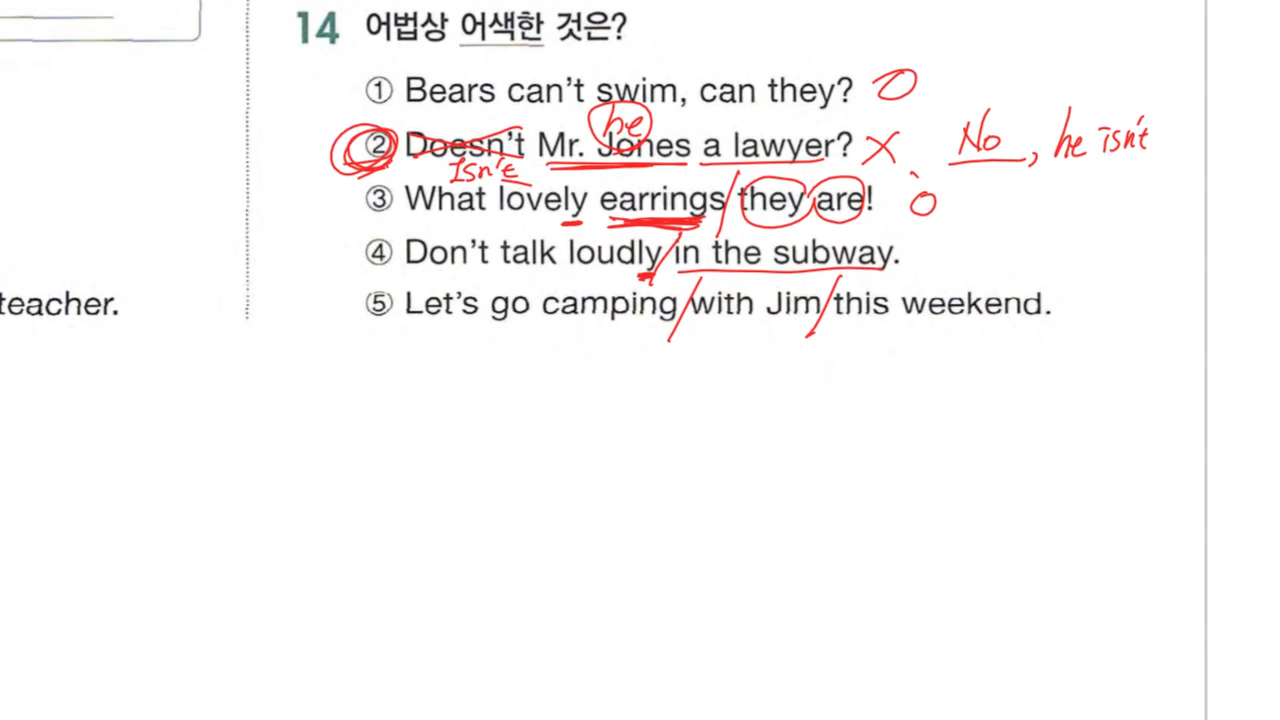 14 어법상 어색한 것은?
① Bears can't swim, can they? O
he
② Doesn't Mr. Jones a lawyer? X No, he isn't
Isn't
③ What lovely earrings they are! O
④ Don't talk loudly in the subway.
teacher.
⑤ Let's go camping with Jim this weekend.